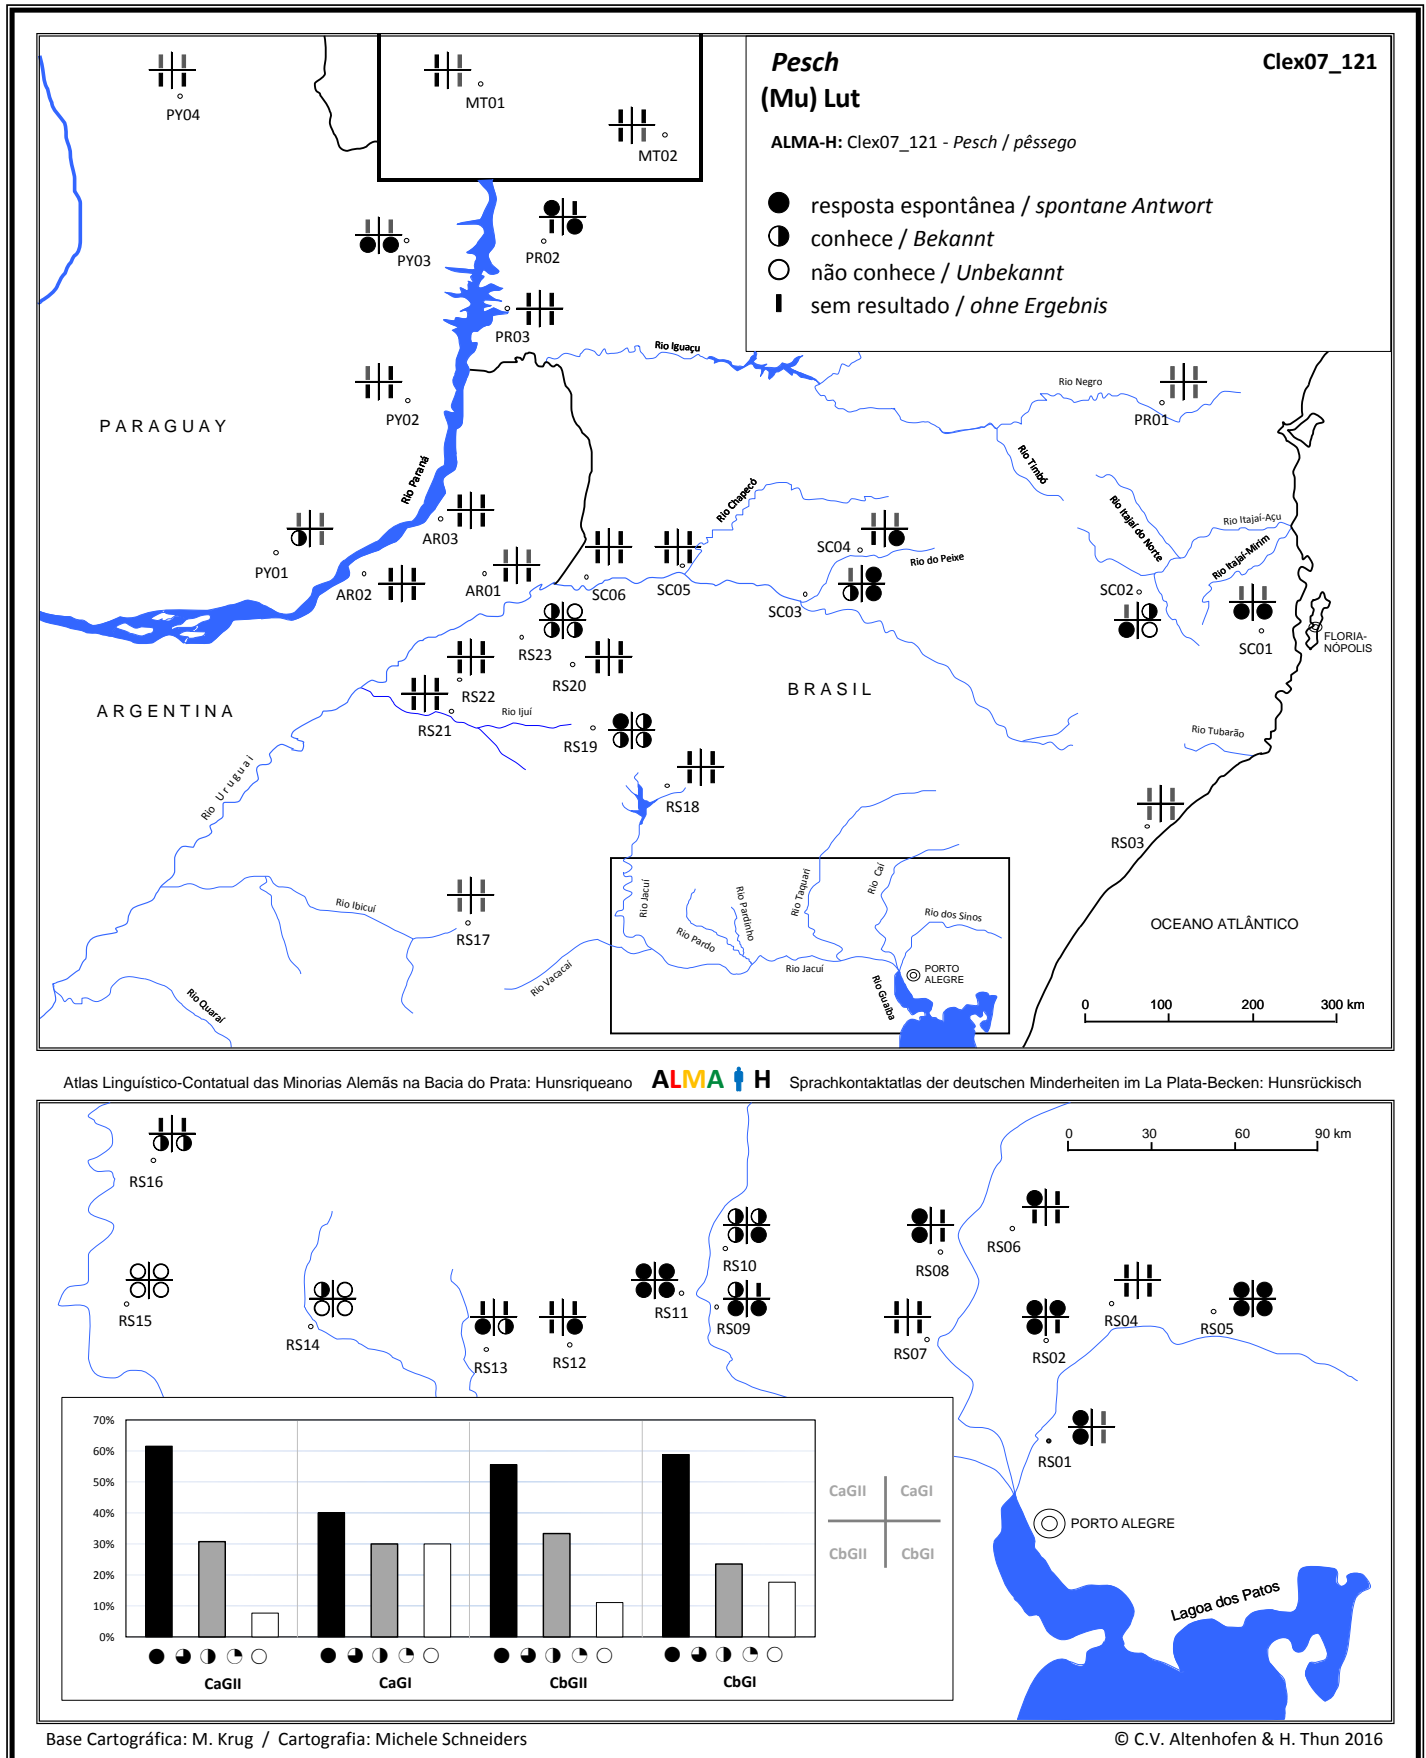 Pesch
Clex07_121
(Mu) Lut
ALMA-H: Clex07_121 - Pesch / pêssego
resposta espontânea / spontane Antwort
conhece / Bekannt
não conhece / Unbekannt
sem resultado / ohne Ergebnis
PY04
MT01
MT02
PY03
PR02
PR03
Rio Iguaçu
Rio Negro
PR01
PY02
PARAGUAY
Rio Paraná
Rio Timbó
Rio Chapecó
Rio Itajaí do Norte
Rio Itajaí-Açu
Rio Itajaí-Mirim
AR03
SC04
Rio do Peixe
PY01
AR02
AR01
SC06
SC05
SC03
SC02
SC01
FLORIA-
NÓPOLIS
RS23
RS20
RS22
BRASIL
ARGENTINA
RS21
Rio Ijuí
RS19
Rio Tubarão
Rio Uruguai
RS18
RS03
Rio Jacuí
Rio Pardo
Rio Pardinho
Rio Taquari
Rio Caí
Rio dos Sinos
Rio Ibicuí
RS17
OCEANO ATLÂNTICO
Rio Vacacaí
Rio Jacuí
PORTO
ALEGRE
Rio Quaraí
Rio Guaíba
0 100 200 300 km
Atlas Linguístico-Contatual das Minorias Alemãs na Bacia do Prata: Hunsriqueano ALMA H Sprachkontaktatlas der deutschen Minderheiten im La Plata-Becken: Hunsrückisch
0 30 60 90 km
RS16
RS10
RS08
RS06
RS15
RS14
RS13
RS12
RS11
RS09
RS07
RS02
RS04
RS05
RS01
PORTO ALEGRE
Lagoa dos Patos
70%
60%
50%
40%
30%
20%
10%
0%
CaGII CaGI CbGII CbGI
CaGII CaGI
CbGII CbGI
Base Cartográfica: M. Krug / Cartografia: Michele Schneiders
© C.V. Altenhofen & H. Thun 2016